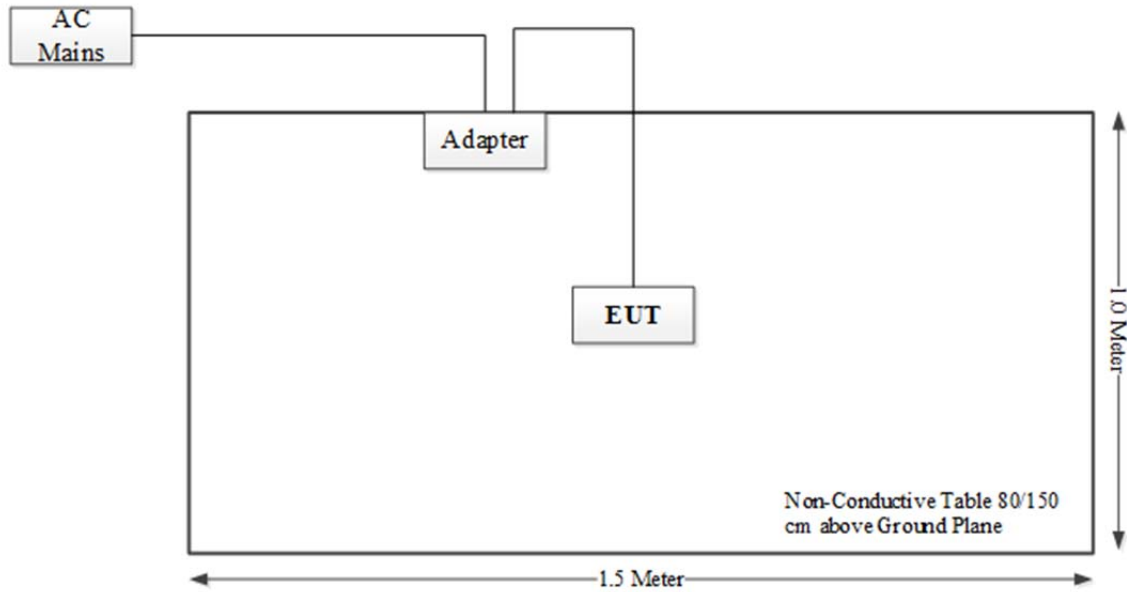 AC
Mains
Adapter
EUT
1.0 Meter
Non-Conductive Table 80/150
cm above Ground Plane
1.5 Meter